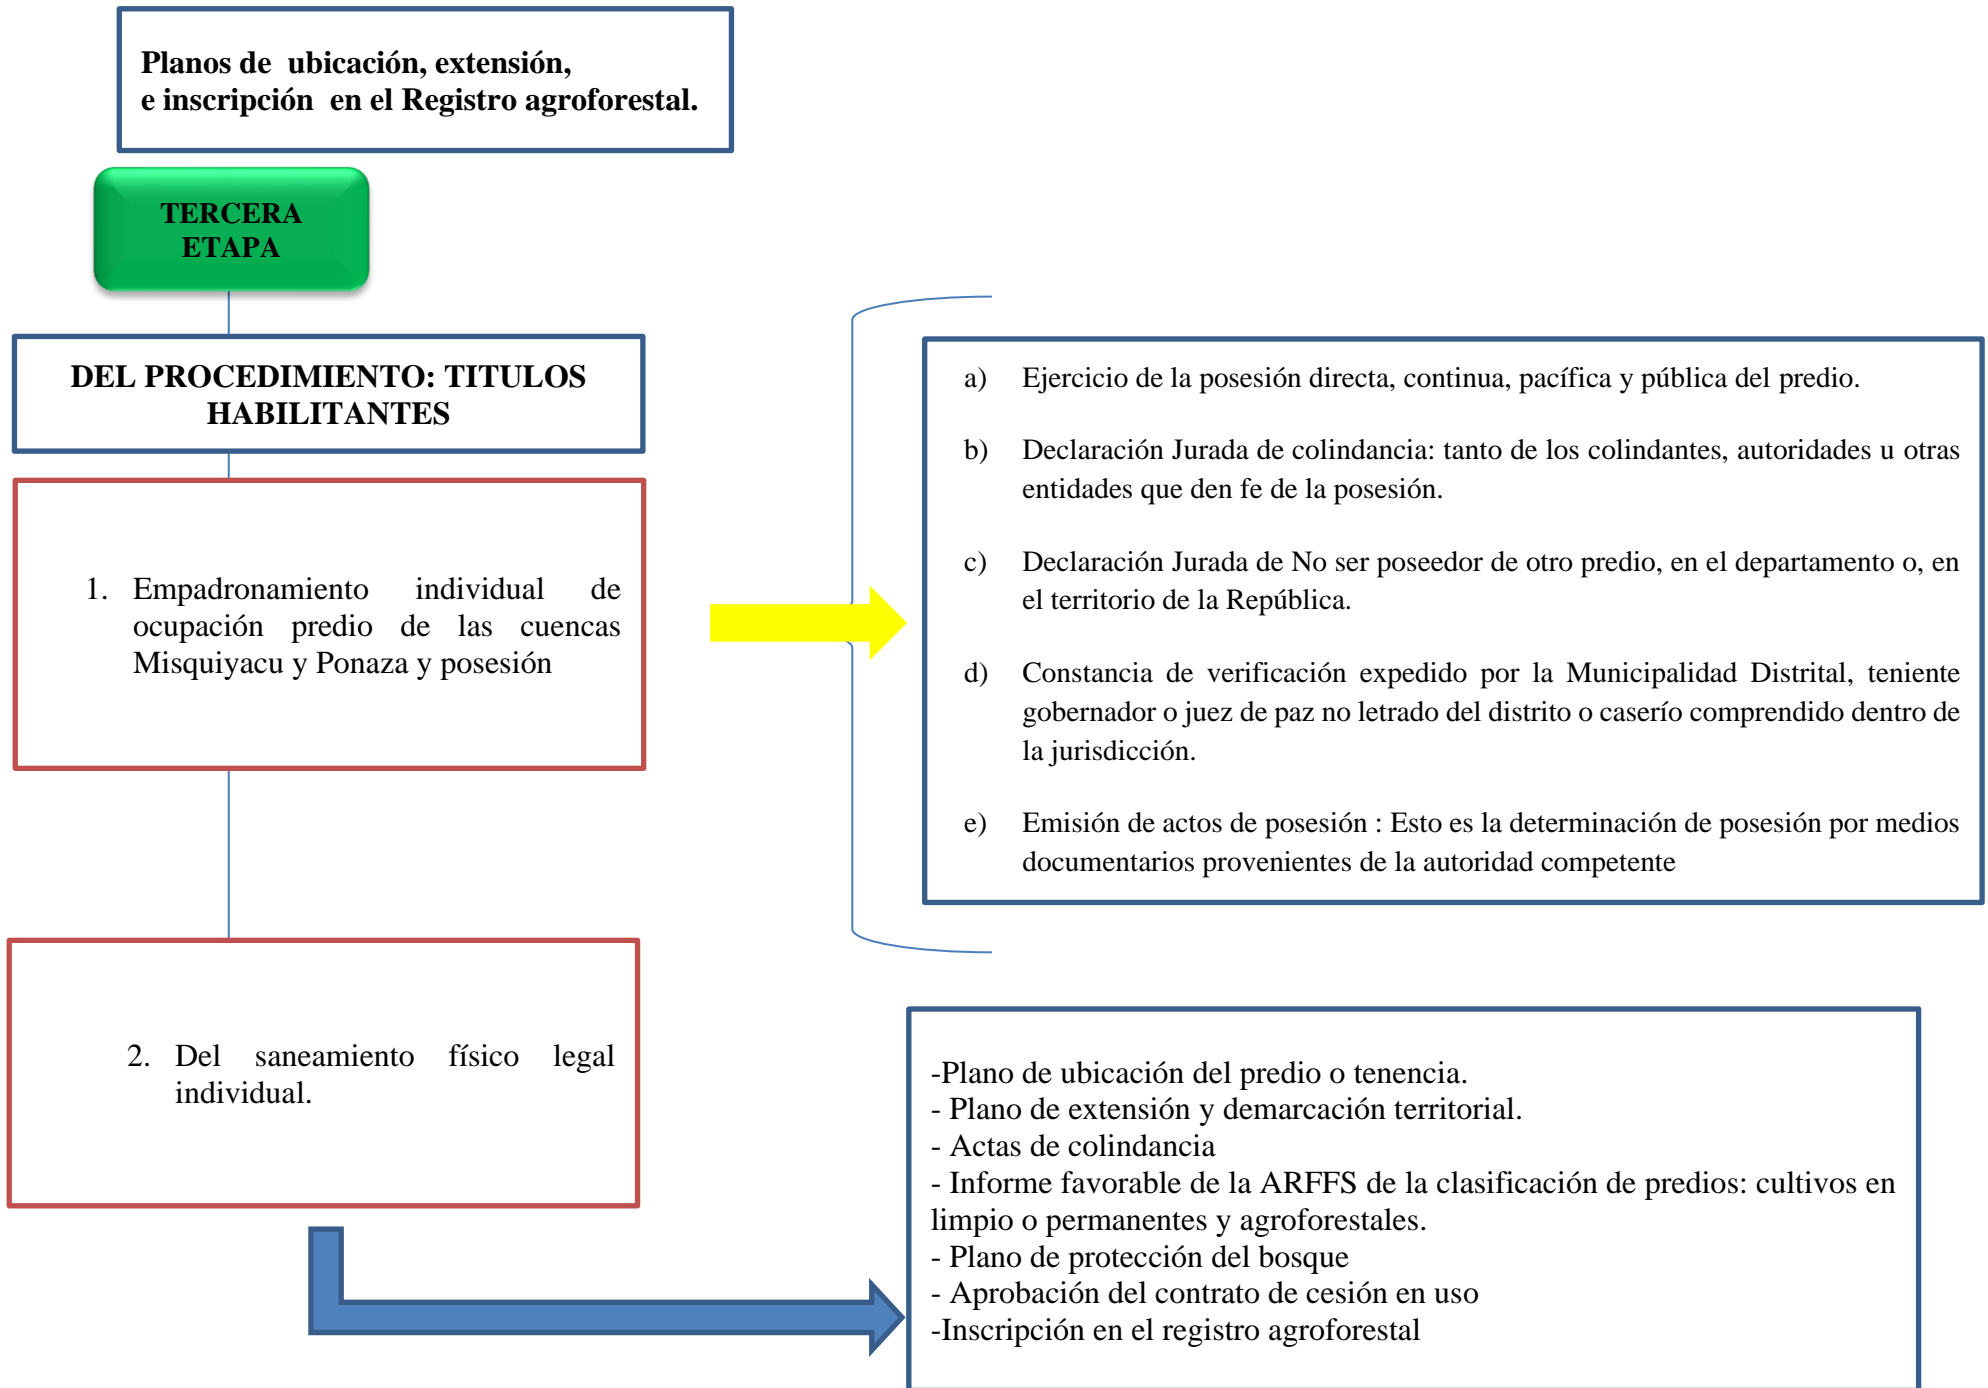 Planos de ubicación, extensión,
e inscripción en el Registro agroforestal.
TERCERA
ETAPA
DEL PROCEDIMIENTO: TITULOS
HABILITANTES
1. Empadronamiento individual de
ocupación predio de las cuencas
Misquiyacu y Ponaza y posesión
a) Ejercicio de la posesión directa, continua, pacífica y pública del predio.
b) Declaración Jurada de colindancia: tanto de los colindantes, autoridades u otras
entidades que den fe de la posesión.
c) Declaración Jurada de No ser poseedor de otro predio, en el departamento o, en
el territorio de la República.
d) Constancia de verificación expedido por la Municipalidad Distrital, teniente
gobernador o juez de paz no letrado del distrito o caserío comprendido dentro de
la jurisdicción.
e) Emisión de actos de posesión : Esto es la determinación de posesión por medios
documentarios provenientes de la autoridad competente
2. Del saneamiento físico legal
individual.
-Plano de ubicación del predio o tenencia.
- Plano de extensión y demarcación territorial.
- Actas de colindancia
- Informe favorable de la ARFFS de la clasificación de predios: cultivos en
limpio o permanentes y agroforestales.
- Plano de protección del bosque
- Aprobación del contrato de cesión en uso
-Inscripción en el registro agroforestal